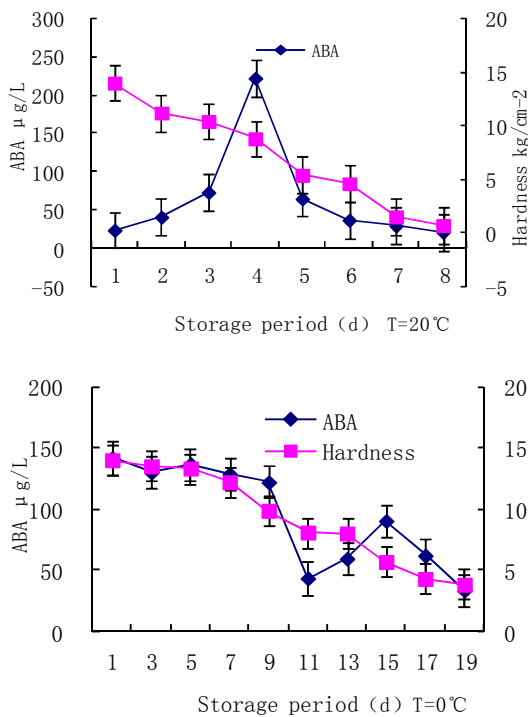 300
250
200
150
100
50
0
-50
ABA μg/L
20
15
10
5
0
-5
Hardness kg/cm-2
ABA
1 2 3 4 5 6 7 8
Storage period (d) T=20℃
200
150
100
50
0
ABA μg/L
20
15
10
5
0
ABA
Hardness
1 3 5 7 9 11 13 15 17 19
Storage period (d) T=0℃